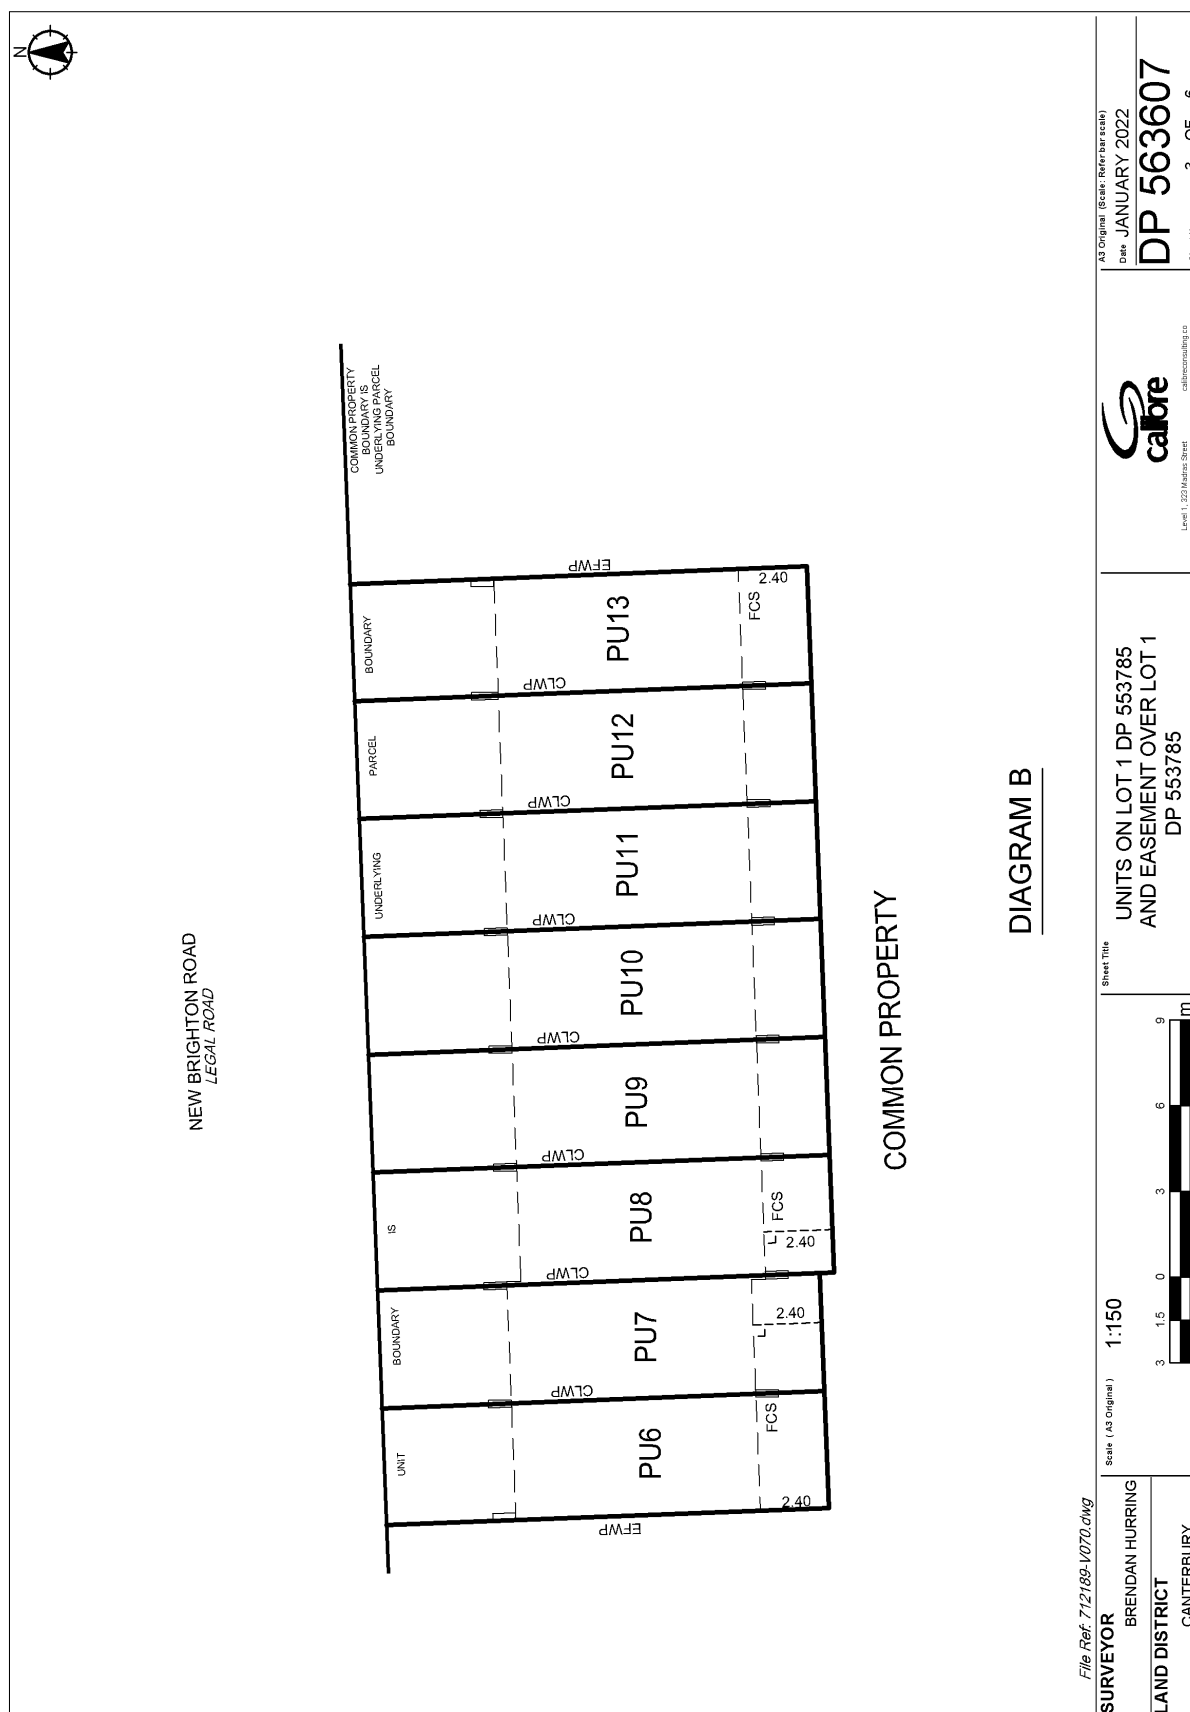 N
NEW BRIGHTON ROAD
LEGAL ROAD
COMMON PROPERTY
BOUNDARY IS
UNDERLYING PARCEL
BOUNDARY
UNIT
BOUNDARY
IS
UNDERLYING
PARCEL
BOUNDARY
EFWP
CLWP
CLWP
CLWP
CLWP
CLWP
CLWP
CLWP
EFWP
PU6
PU7
PU8
PU9
PU10
PU11
PU12
PU13
FCS
FCS
FCS
2.40
2.40
2.40
2.40
COMMON PROPERTY
DIAGRAM B
File Ref: 712189-V070.dwg
SURVEYOR
BRENDAN HURRING
LAND DISTRICT
CANTERBURY
Scale ( A3 Original )
1:150
3 1.5 0 3 6 9
m
Sheet Title
UNITS ON LOT 1 DP 553785
AND EASEMENT OVER LOT 1
DP 553785
calibre
Level 1, 323 Madras Street
calibreconsulting.co
A3 Original (Scale: Refer bar scale)
Date JANUARY 2022
DP 563607
3 OF 6